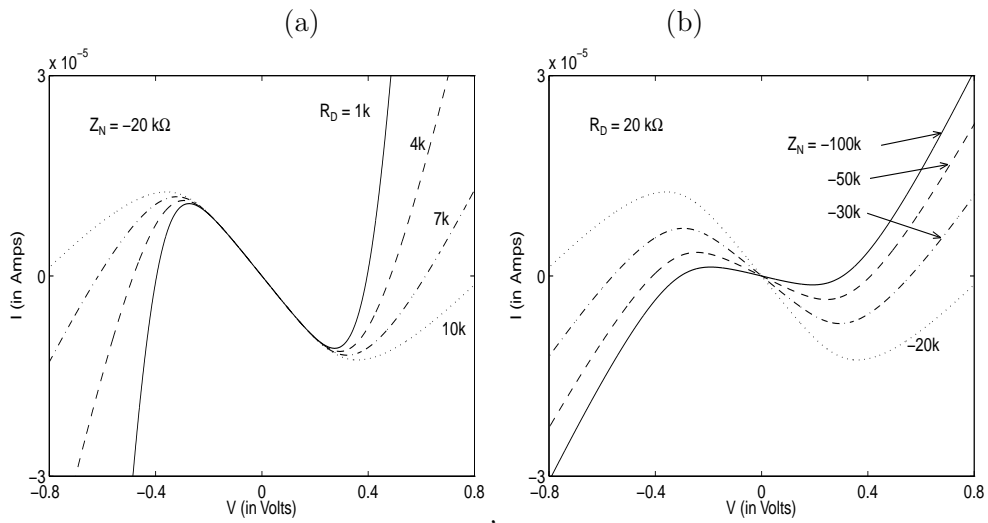 (a)
x 10⁻⁵
3
0
−3
I (in Amps)
Z_N = −20 kΩ
R_D = 1k
4k
7k
10k
−0.8 −0.4 0 0.4 0.8
V (in Volts)
(b)
x 10⁻⁵
3
0
−3
I (in Amps)
R_D = 20 kΩ
Z_N = −100k
−50k
−30k
−20k
−0.8 −0.4 0 0.4 0.8
V (in Volts)
,